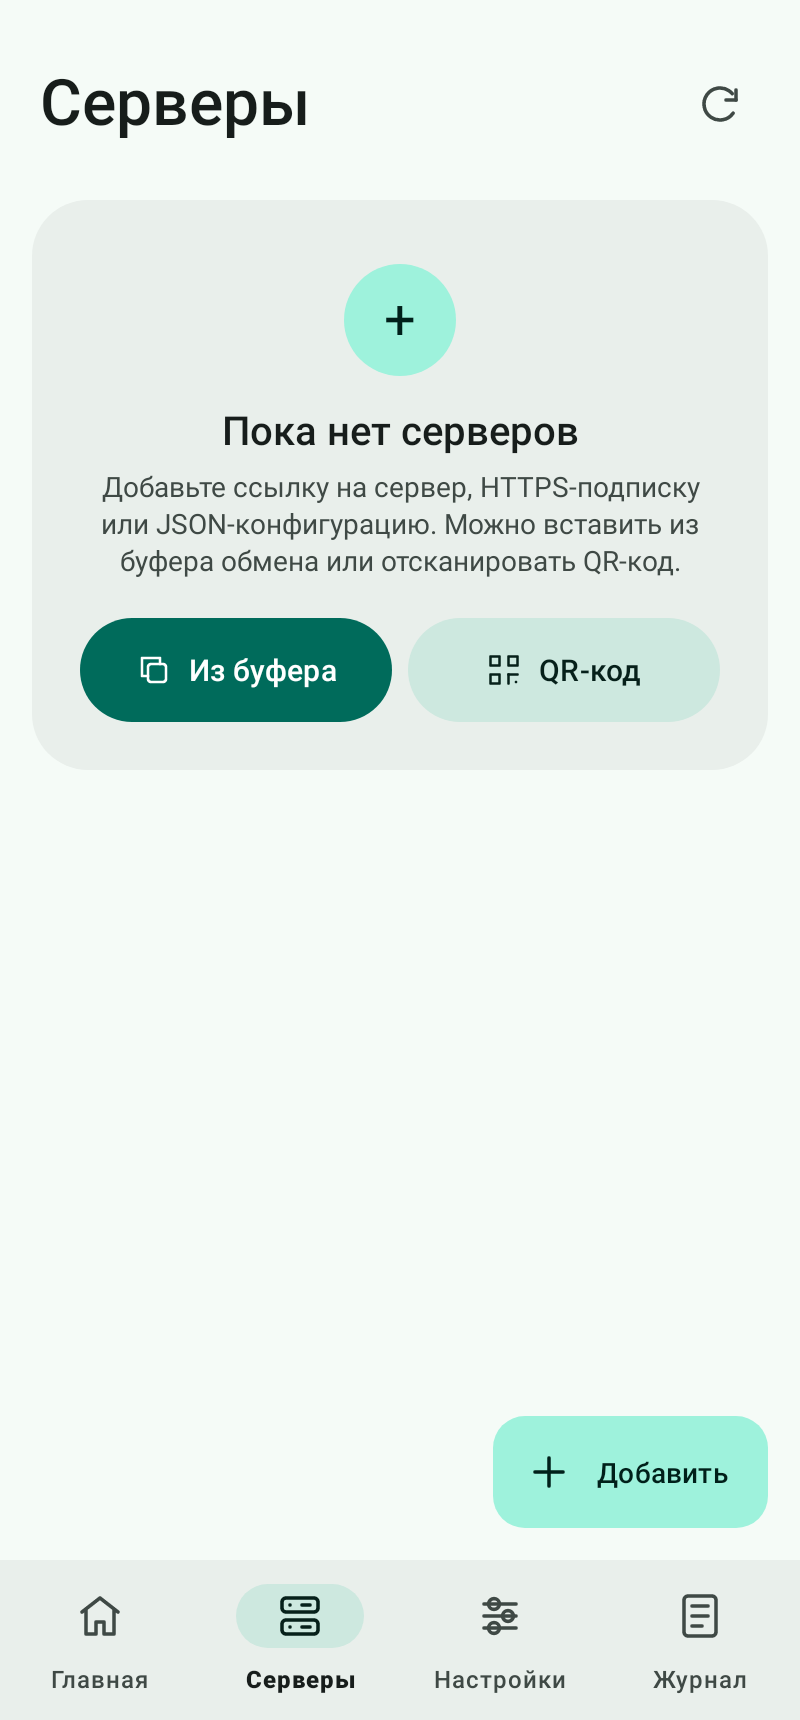 Серверы
Пока нет серверов
Добавьте ссылку на сервер, HTTPS-подписку
или JSON-конфигурацию. Можно вставить из
буфера обмена или отсканировать QR-код.
Из буфера
QR-код
Добавить
Главная
Серверы
Настройки
Журнал